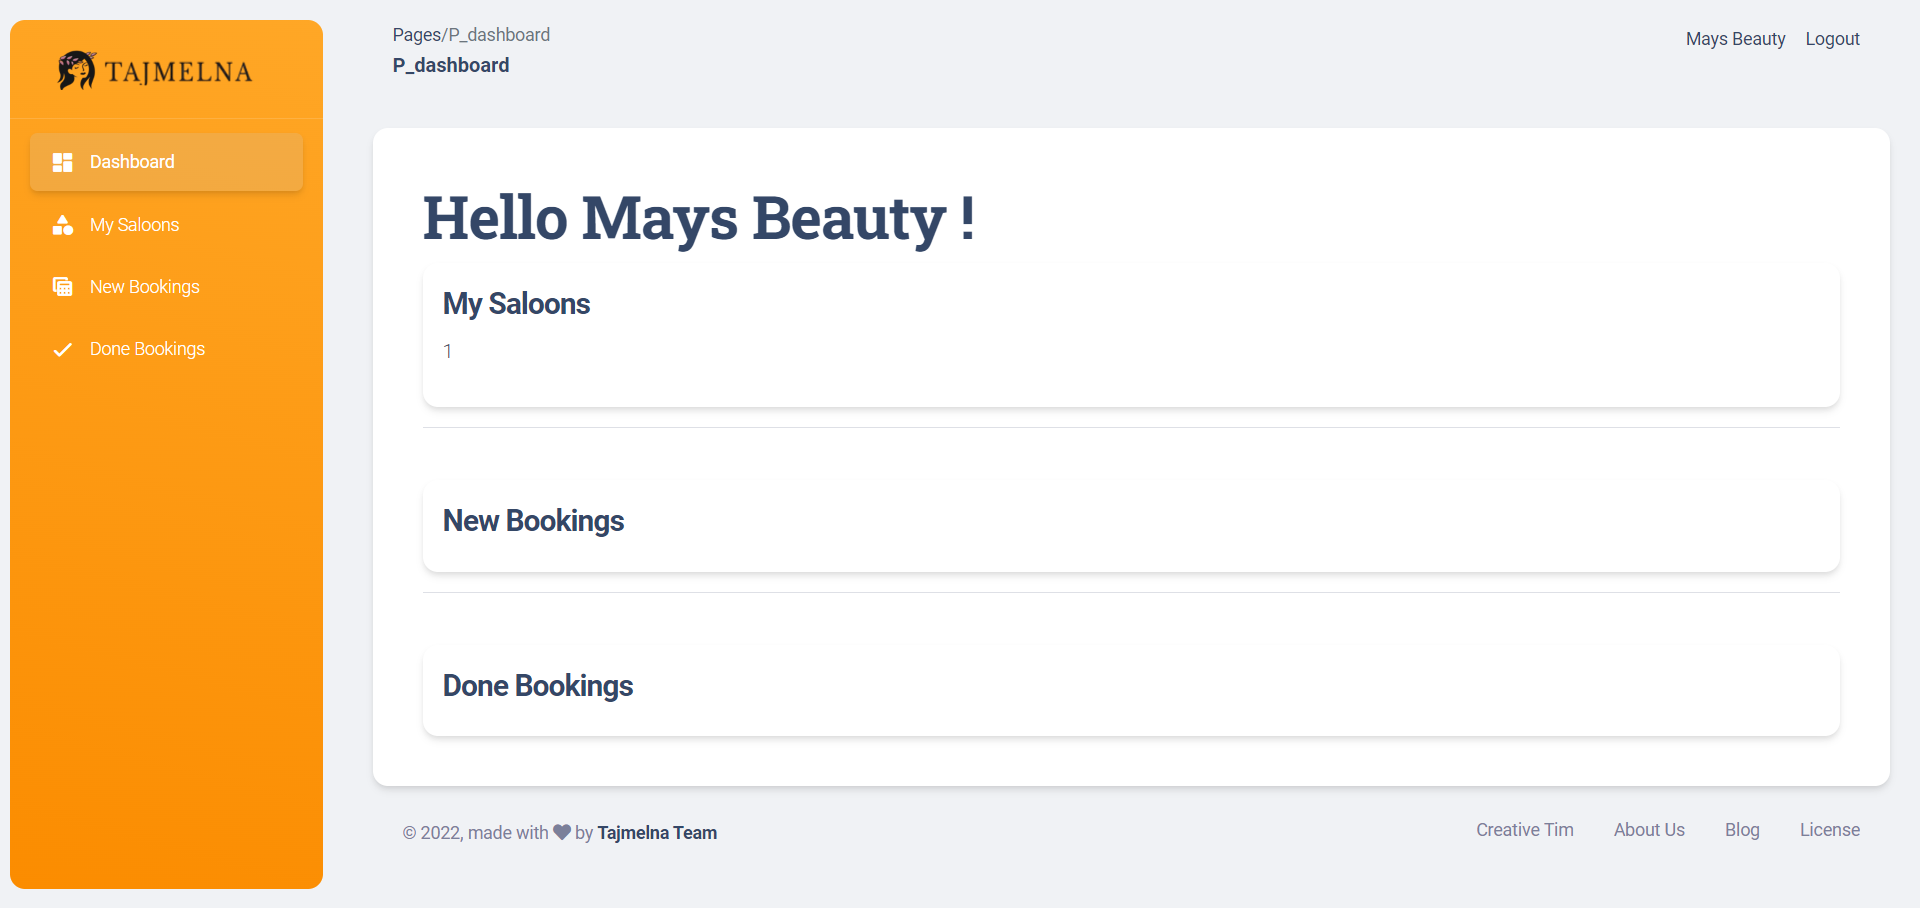 TAJMELNA
Dashboard
My Saloons
New Bookings
Done Bookings
Pages/P_dashboard
P_dashboard
Mays Beauty Logout
Hello Mays Beauty !
My Saloons
1
New Bookings
Done Bookings
© 2022, made with by Tajmelna Team
Creative Tim About Us Blog License